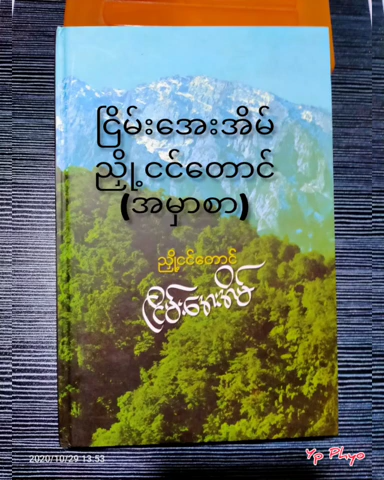 ငြိမ်းအေးအိမ်
ညှို့ငင်တောင်
(အမှာစာ)
ညှို့ငင်တောင်
ငြိမ်းအေးအိမ်
2020/10/29 13:53
Yp Phyo